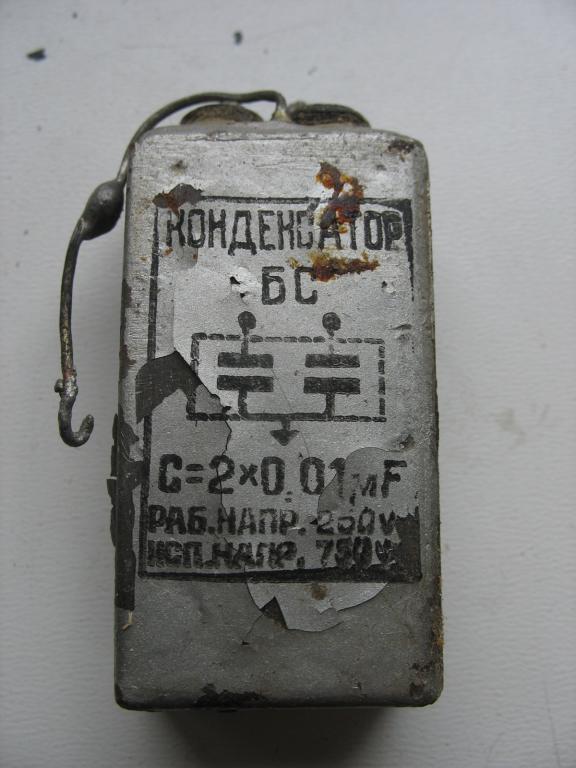 КОНДЕНСАТОР
БС
C=2×0,01μF
РАБ.НАПР. 250V
ИСП.НАПР. 750V.